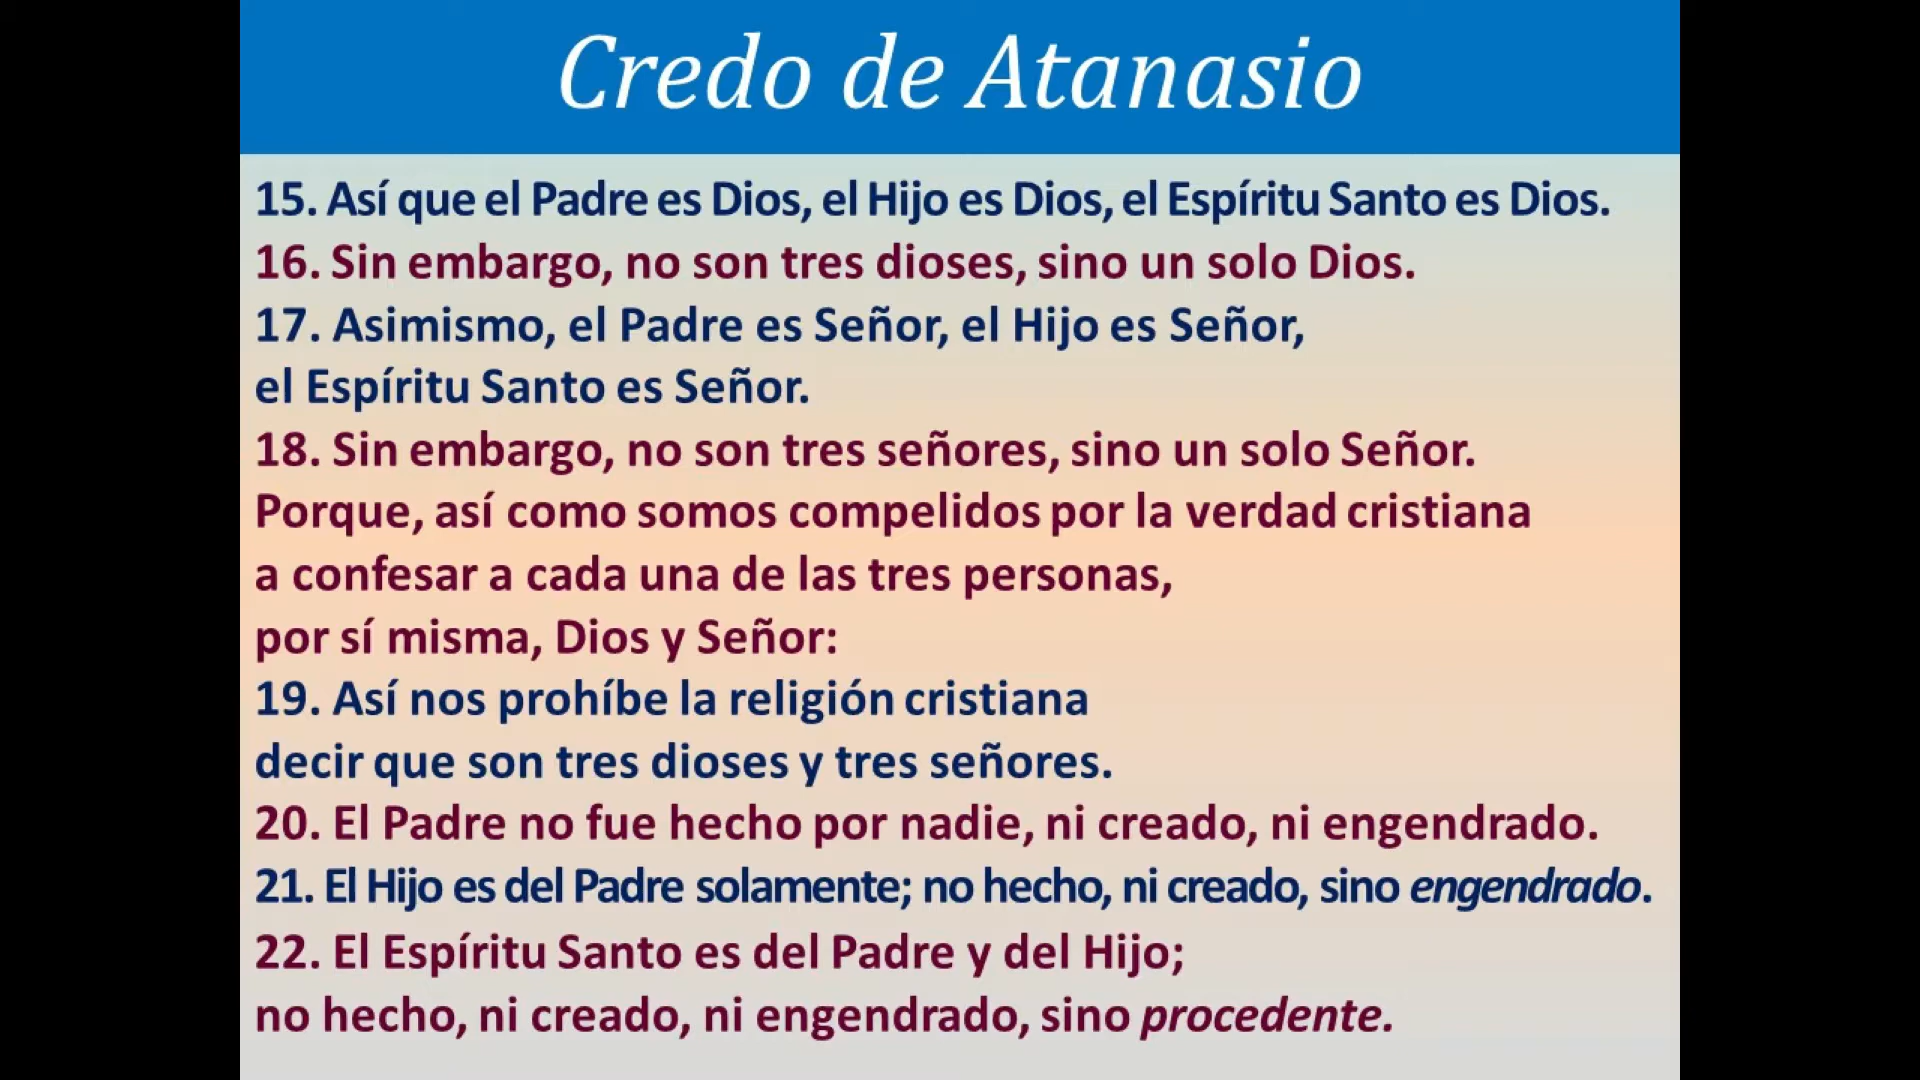 Credo de Atanasio
15. Así que el Padre es Dios, el Hijo es Dios, el Espíritu Santo es Dios.
16. Sin embargo, no son tres dioses, sino un solo Dios.
17. Asimismo, el Padre es Señor, el Hijo es Señor,
el Espíritu Santo es Señor.
18. Sin embargo, no son tres señores, sino un solo Señor.
Porque, así como somos compelidos por la verdad cristiana
a confesar a cada una de las tres personas,
por sí misma, Dios y Señor:
19. Así nos prohíbe la religión cristiana
decir que son tres dioses y tres señores.
20. El Padre no fue hecho por nadie, ni creado, ni engendrado.
21. El Hijo es del Padre solamente; no hecho, ni creado, sino engendrado.
22. El Espíritu Santo es del Padre y del Hijo;
no hecho, ni creado, ni engendrado, sino procedente.